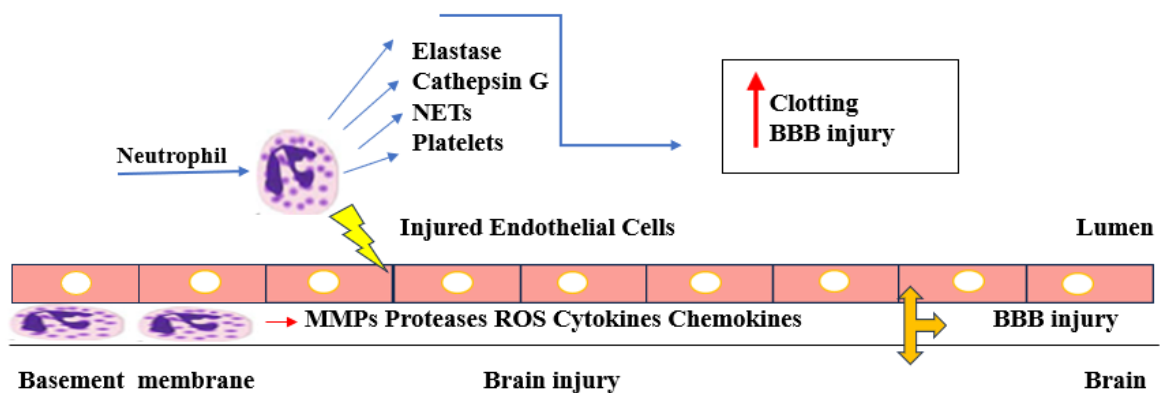 Elastase
Cathepsin G
NETs
Platelets
Clotting
BBB injury
Neutrophil
Injured Endothelial Cells
Lumen
MMPs Proteases ROS Cytokines Chemokines
BBB injury
Basement membrane
Brain injury
Brain